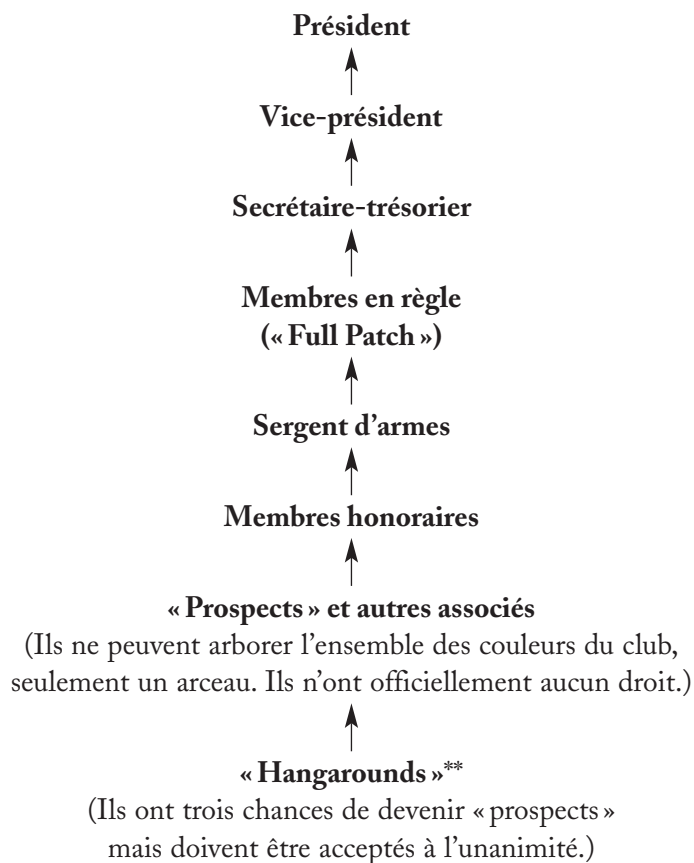 Président
Vice-président
Secrétaire-trésorier
Membres en règle
(« Full Patch »)
Sergent d’armes
Membres honoraires
« Prospects » et autres associés
(Ils ne peuvent arborer l’ensemble des couleurs du club,
seulement un arceau. Ils n’ont officiellement aucun droit.)
« Hangarounds »**
(Ils ont trois chances de devenir « prospects »
mais doivent être acceptés à l’unanimité.)